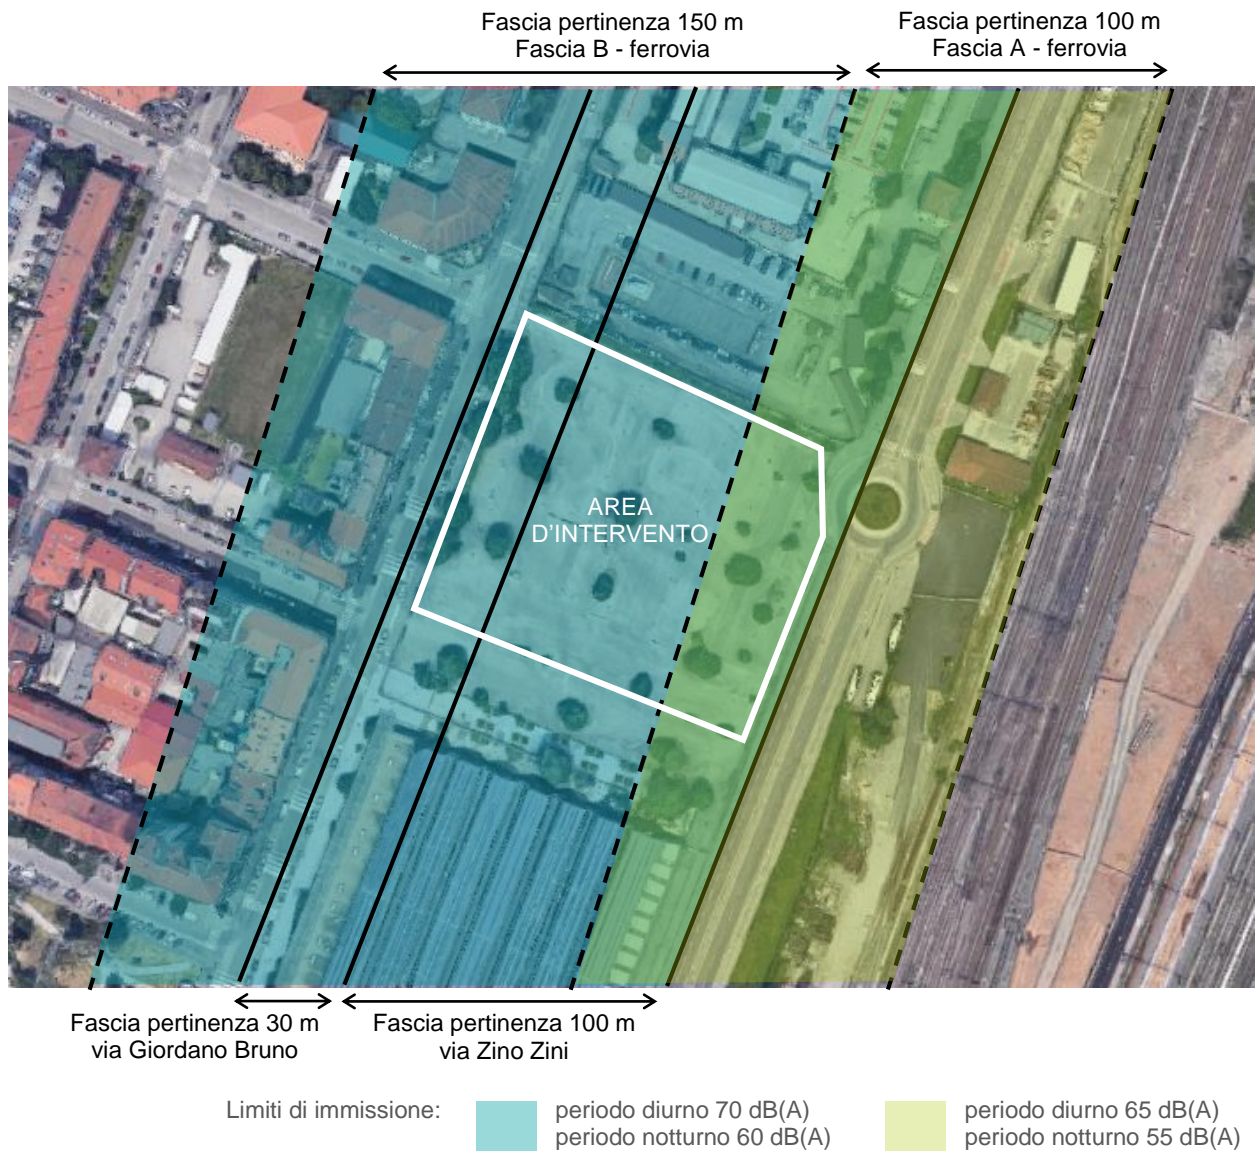 Fascia pertinenza 150 m
Fascia B - ferrovia
Fascia pertinenza 100 m
Fascia A - ferrovia
AREA
D'INTERVENTO
Fascia pertinenza 30 m
via Giordano Bruno
Fascia pertinenza 100 m
via Zino Zini
Limiti di immissione:
periodo diurno 70 dB(A)
periodo notturno 60 dB(A)
periodo diurno 65 dB(A)
periodo notturno 55 dB(A)